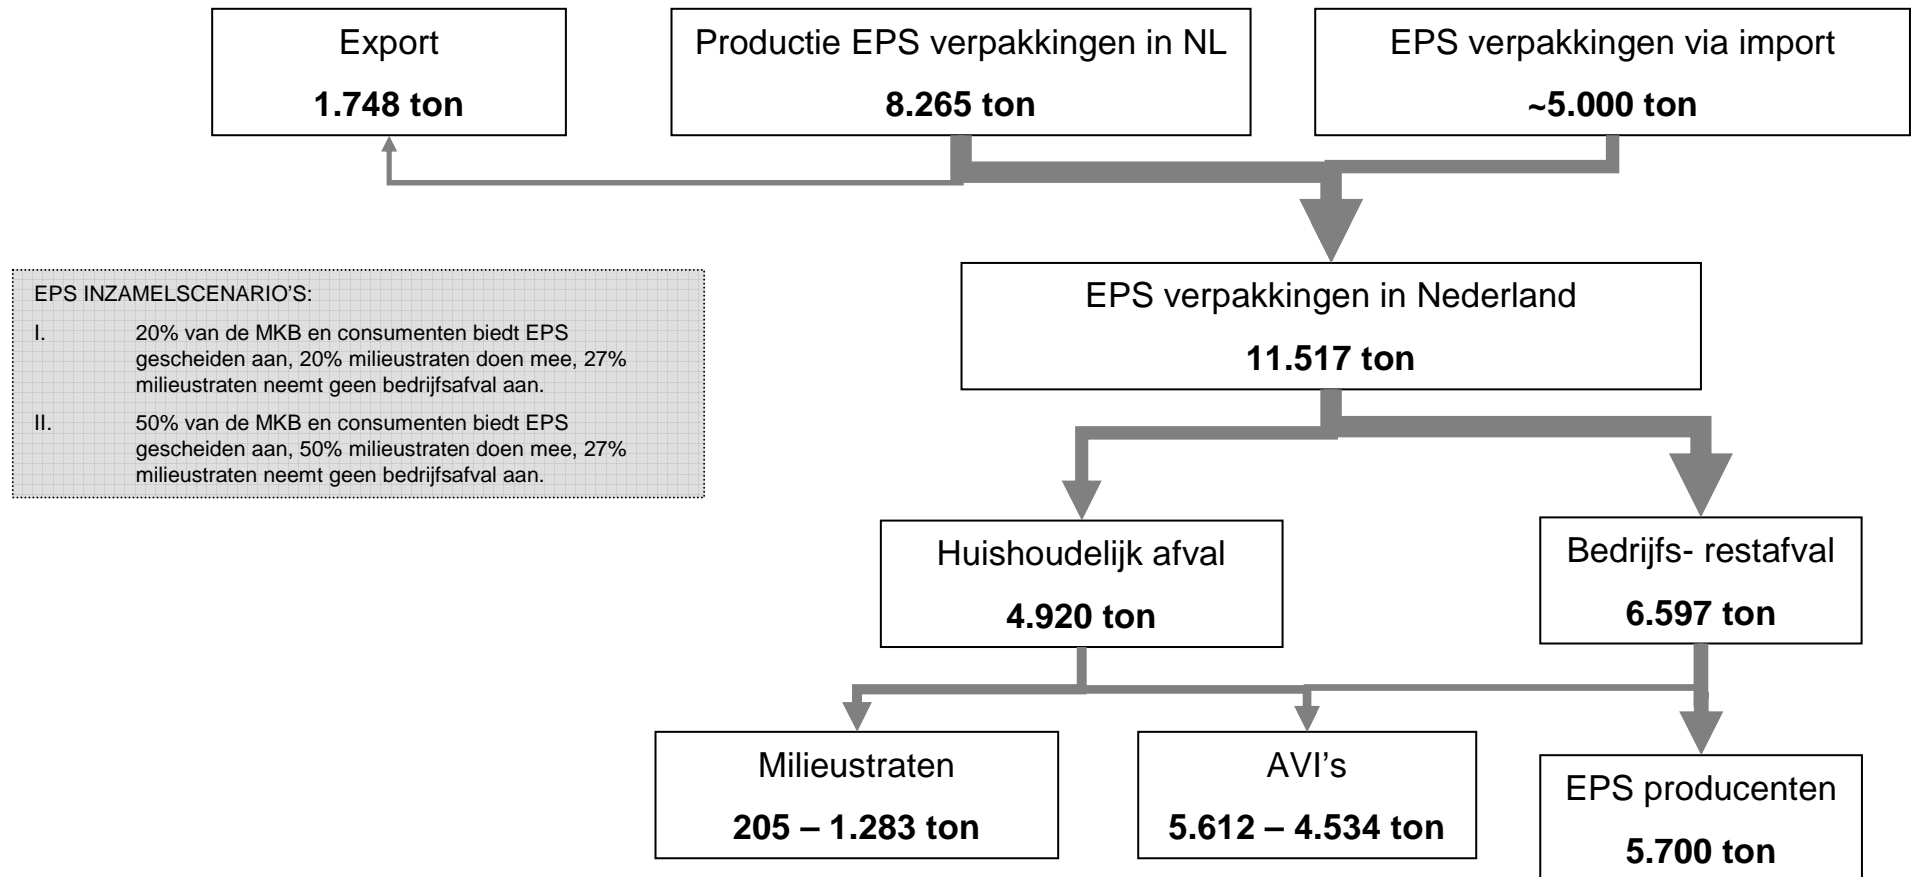 Export
1.748 ton
Productie EPS verpakkingen in NL
8.265 ton
EPS verpakkingen via import
~5.000 ton
EPS INZAMELSCENARIO'S:
I. 20% van de MKB en consumenten biedt EPS
gescheiden aan, 20% milieustraten doen mee, 27%
milieustraten neemt geen bedrijfsafval aan.
II. 50% van de MKB en consumenten biedt EPS
gescheiden aan, 50% milieustraten doen mee, 27%
milieustraten neemt geen bedrijfsafval aan.
EPS verpakkingen in Nederland
11.517 ton
Huishoudelijk afval
4.920 ton
Bedrijfs- restafval
6.597 ton
Milieustraten
205 – 1.283 ton
AVI's
5.612 – 4.534 ton
EPS producenten
5.700 ton